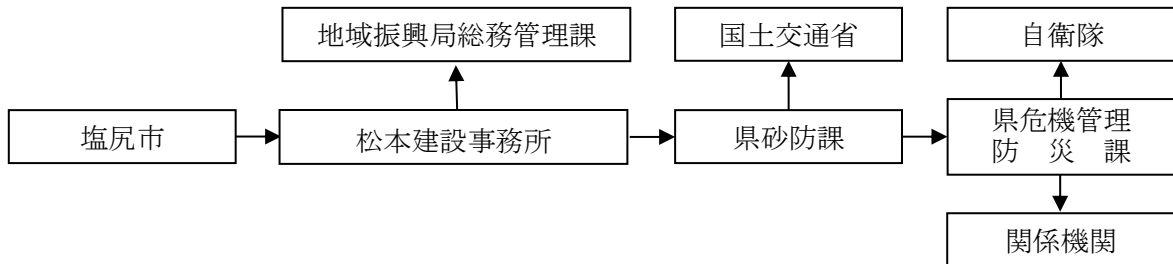 地域振興局総務管理課
国土交通省
自衛隊
塩尻市
松本建設事務所
県砂防課
県危機管理
防災課
関係機関